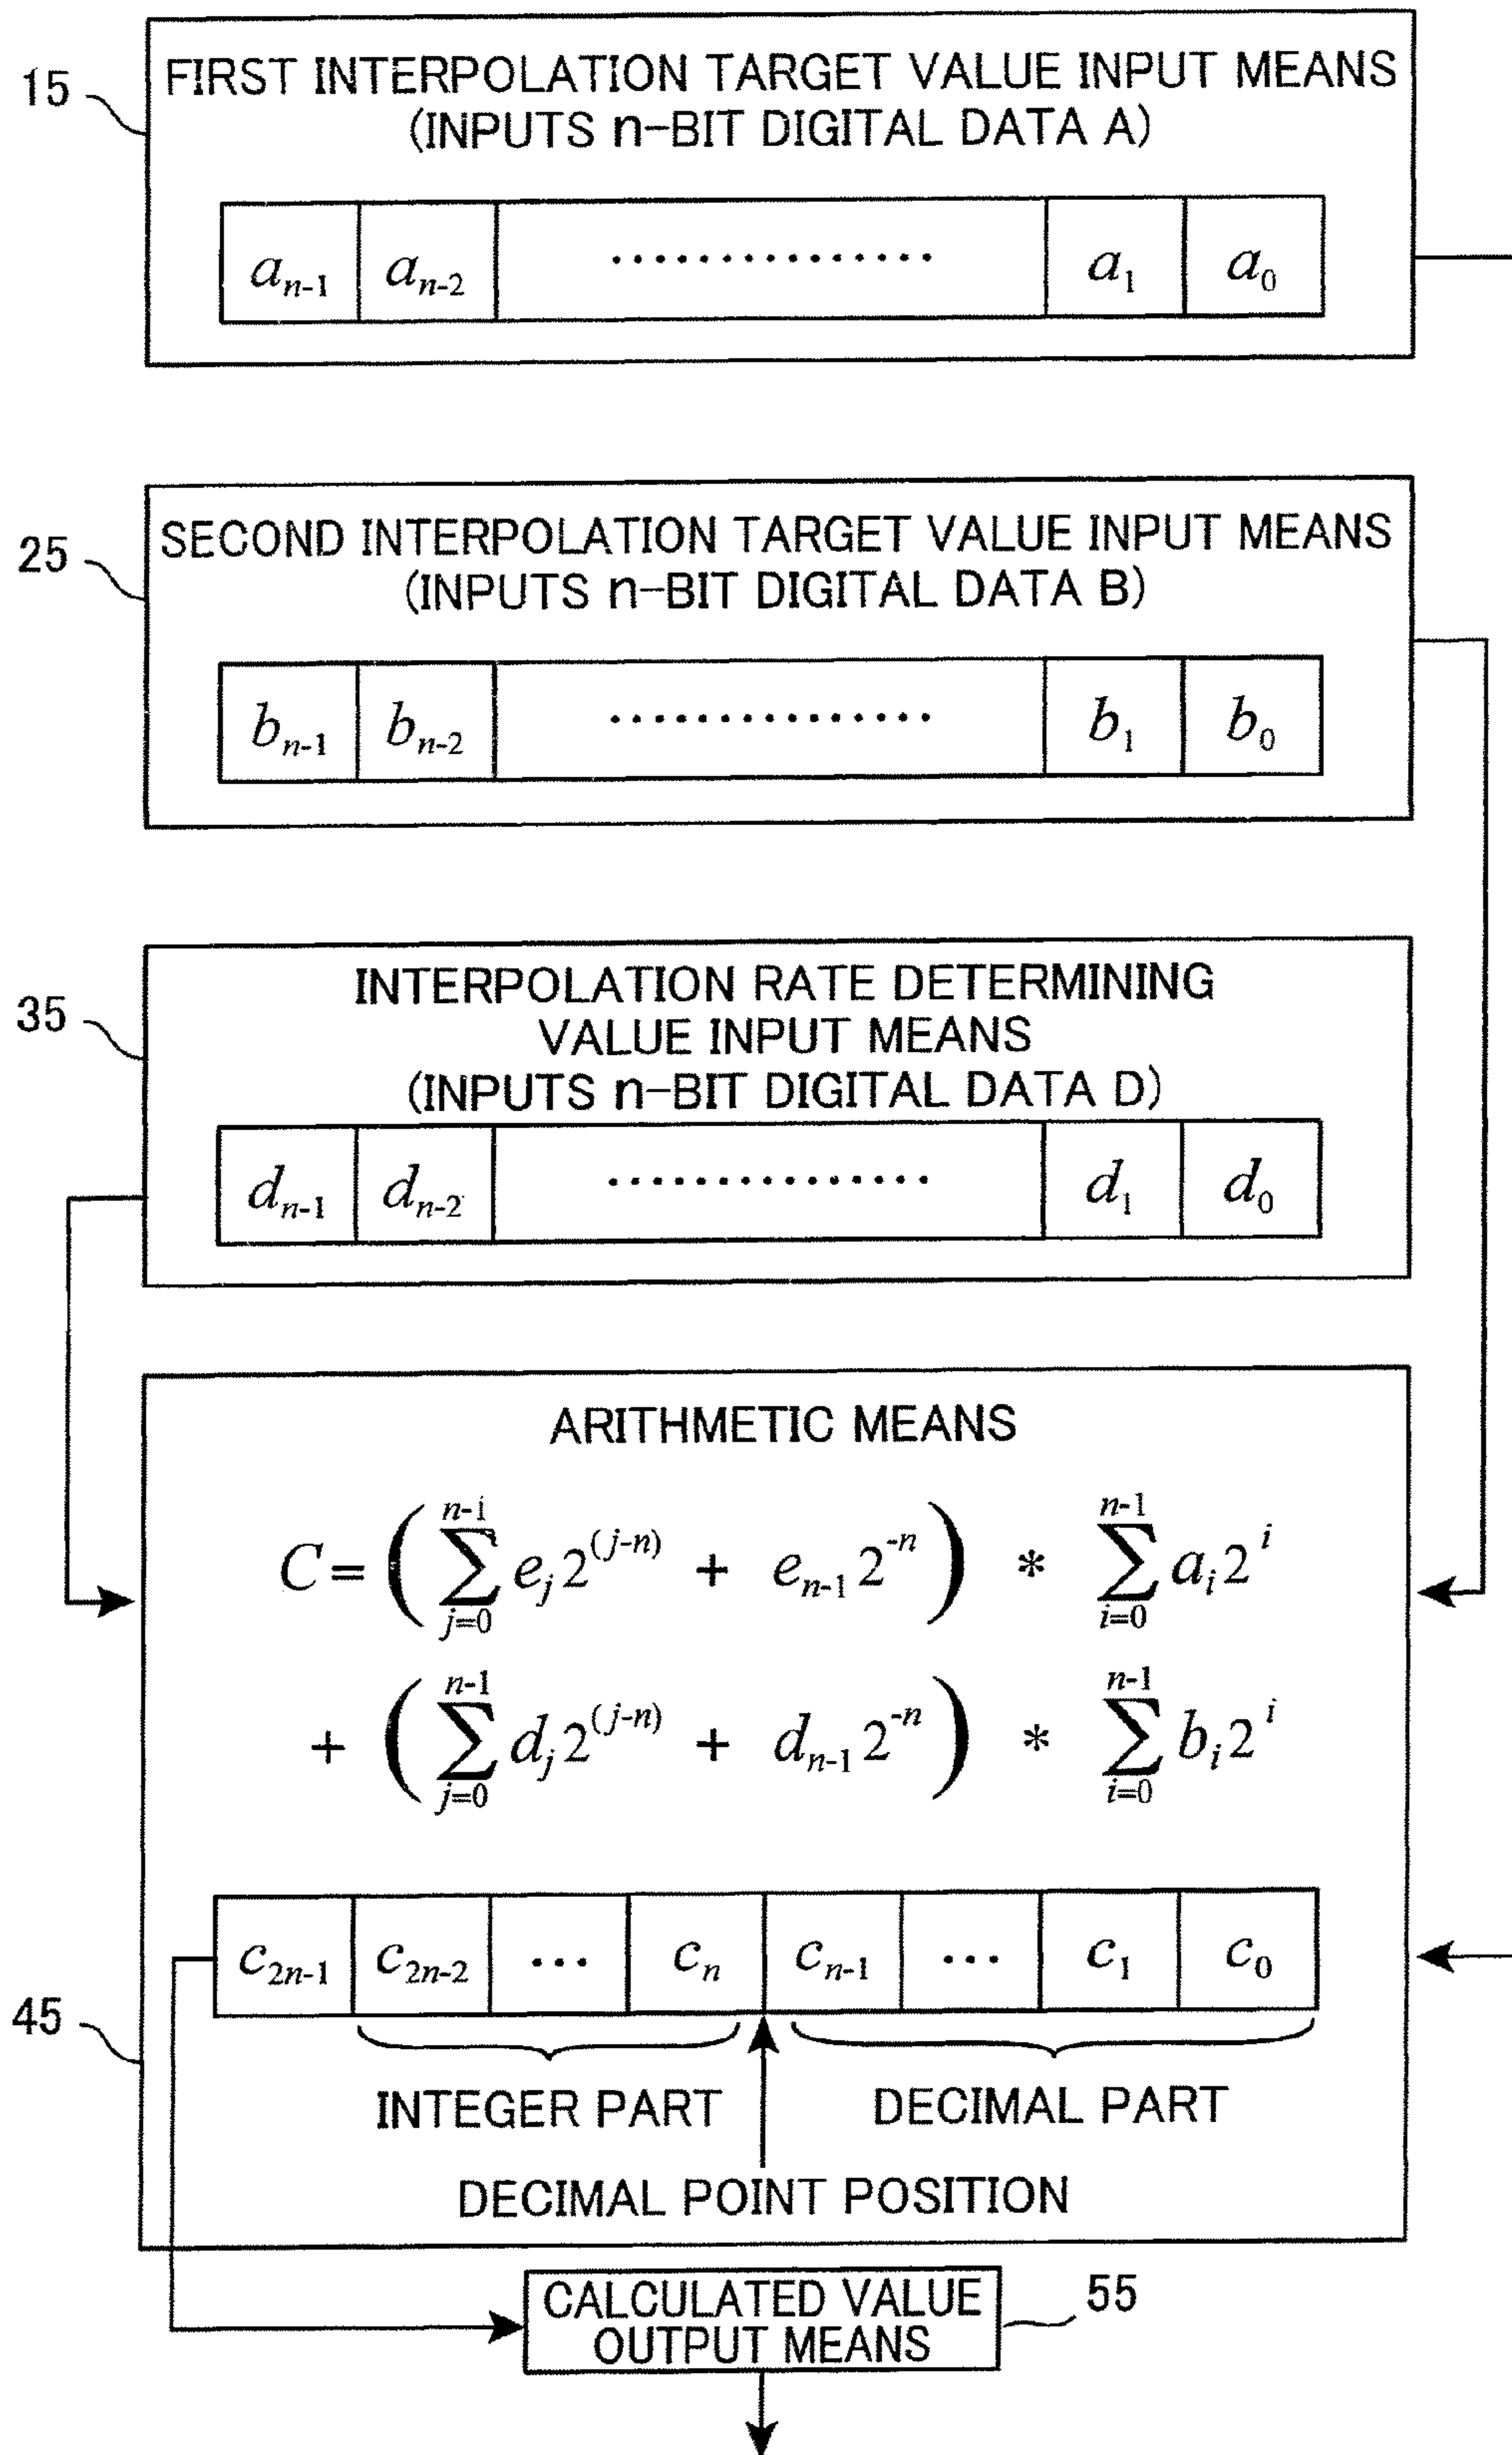 15
FIRST INTERPOLATION TARGET VALUE INPUT MEANS
(INPUTS n-BIT DIGITAL DATA A)
a_{n-1} a_{n-2} ............... a_1 a_0
25
SECOND INTERPOLATION TARGET VALUE INPUT MEANS
(INPUTS n-BIT DIGITAL DATA B)
b_{n-1} b_{n-2} ............... b_1 b_0
35
INTERPOLATION RATE DETERMINING
VALUE INPUT MEANS
(INPUTS n-BIT DIGITAL DATA D)
d_{n-1} d_{n-2} ............... d_1 d_0
ARITHMETIC MEANS
C = ( \sum_{j=0}^{n-i} e_j 2^{(j-n)} + e_{n-1} 2^{-n} ) * \sum_{i=0}^{n-1} a_i 2^i
+ ( \sum_{j=0}^{n-1} d_j 2^{(j-n)} + d_{n-1} 2^{-n} ) * \sum_{i=0}^{n-1} b_i 2^i
c_{2n-1} c_{2n-2} ... c_n c_{n-1} ... c_1 c_0
45
INTEGER PART DECIMAL PART
DECIMAL POINT POSITION
CALCULATED VALUE
OUTPUT MEANS
55